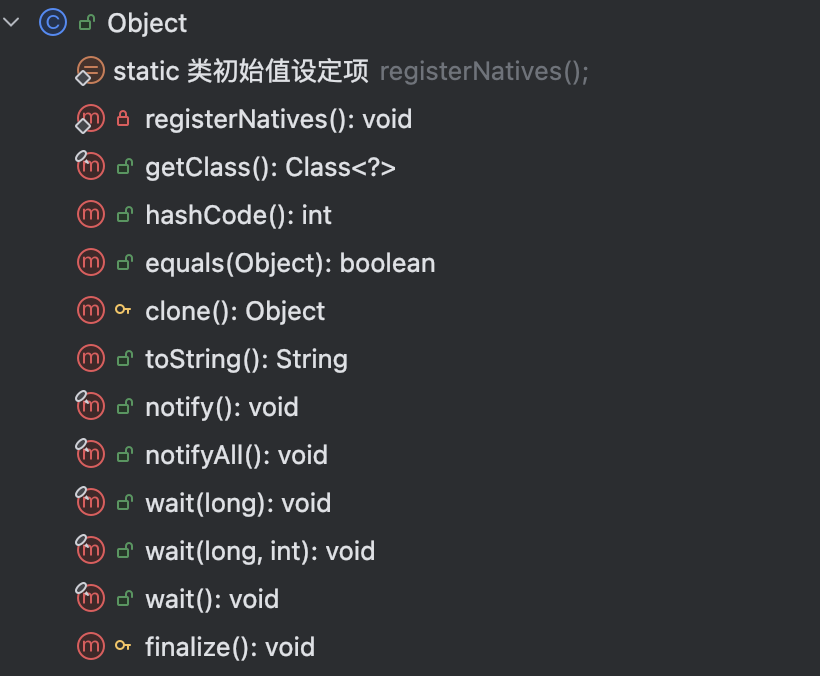 Object
static 类初始值设定项 registerNatives();
registerNatives(): void
getClass(): Class<?>
hashCode(): int
equals(Object): boolean
clone(): Object
toString(): String
notify(): void
notifyAll(): void
wait(long): void
wait(long, int): void
wait(): void
finalize(): void